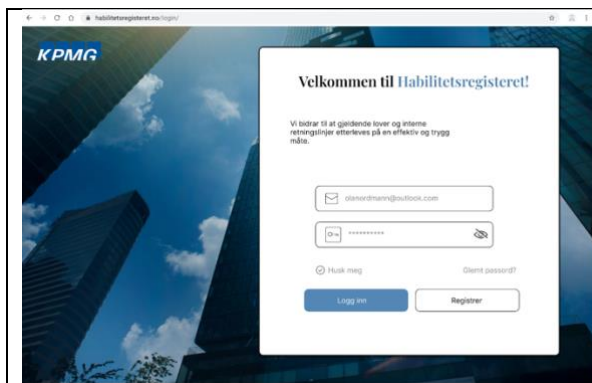 habilitetsregisteret.no/login/
KPMG
Velkommen til Habilitetsregisteret!
Vi bidrar til at gjeldende lover og interne
retningslinjer etterleves på en effektiv og trygg
måte.
olanordmann@outlook.com
**********
Husk meg
Glemt passord?
Logg inn
Registrer